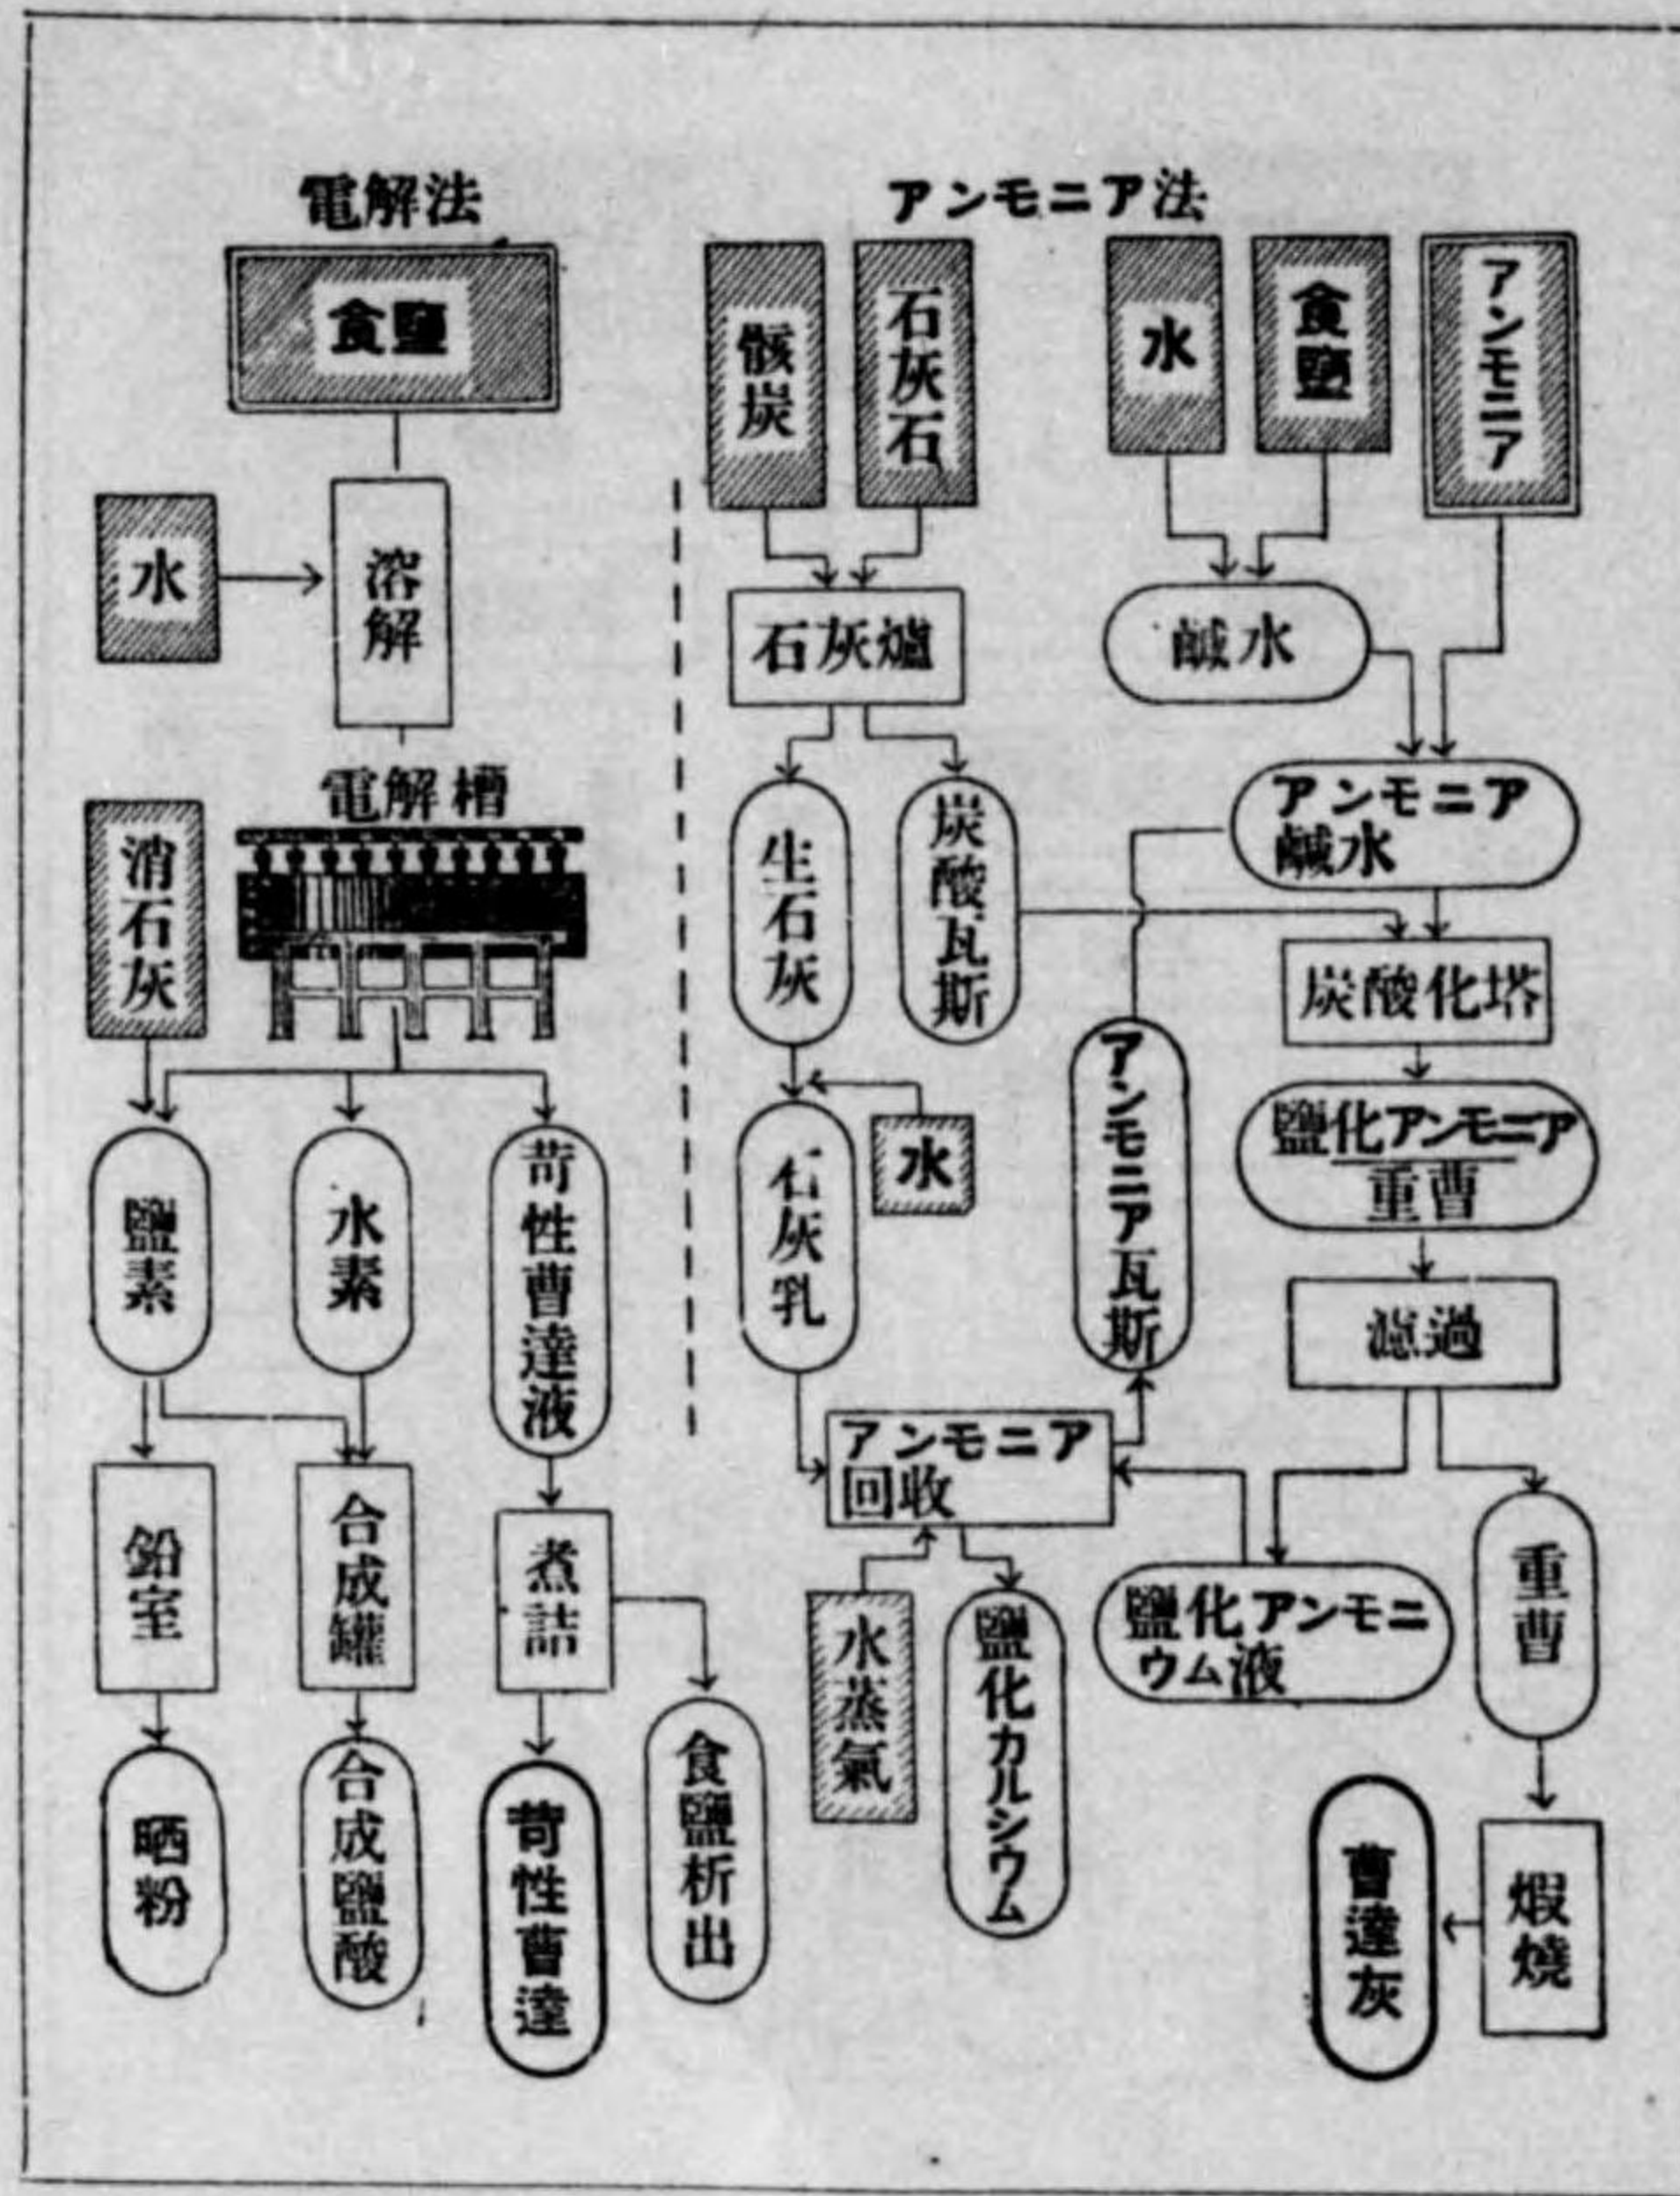 電解法
食鹽
水
溶解
電解槽
消石灰
鹽素
水素
苛性曹達液
鉛室
合成罐
煮詰
晒粉
合成鹽酸
苛性曹達
食鹽析出
アンモニア法
骸炭
石灰石
水
食鹽
アンモニア
石灰爐
鹹水
生石灰
炭酸瓦斯
アンモニア
鹹水
炭酸化塔
石灰乳
水
アンモニア瓦斯
鹽化アンモニア
重曹
濾過
アンモニア
回收
水蒸氣
鹽化カルシウム
鹽化アンモニ
ウム液
重曹
煆燒
曹達灰